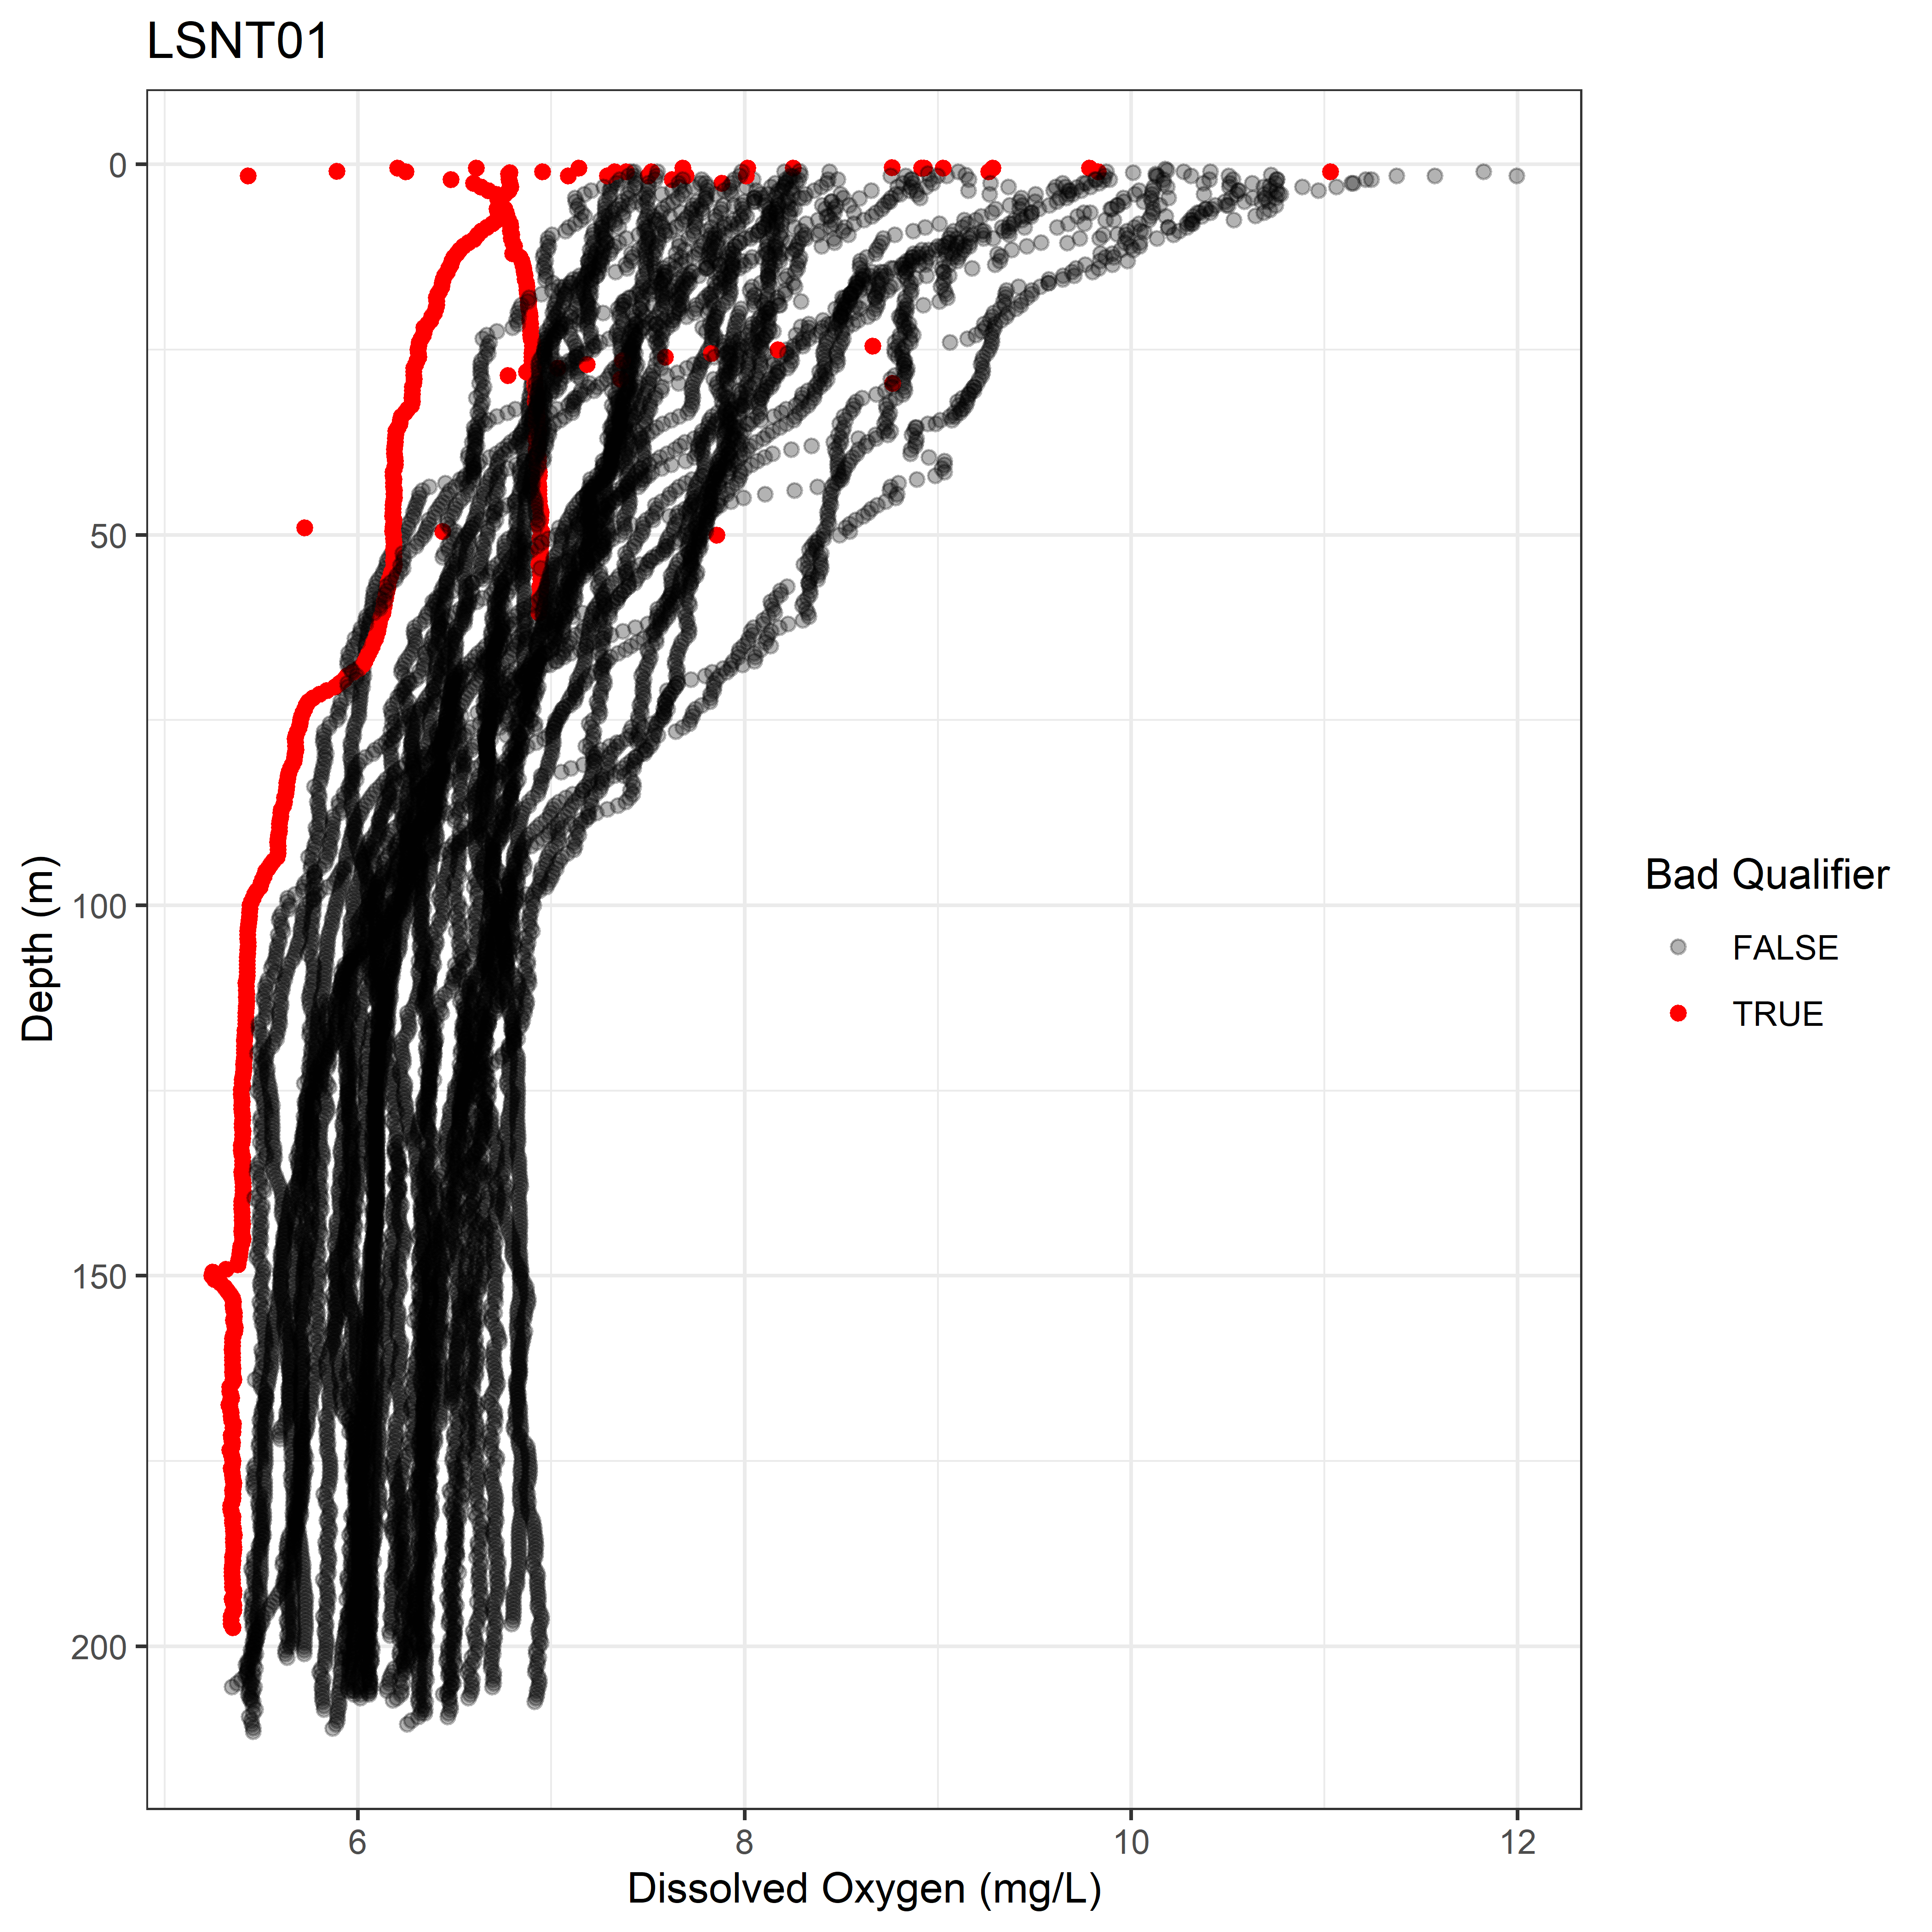 LSNT01
0
50
100
150
200
Depth (m)
6 8 10 12
Dissolved Oxygen (mg/L)
Bad Qualifier
FALSE
TRUE